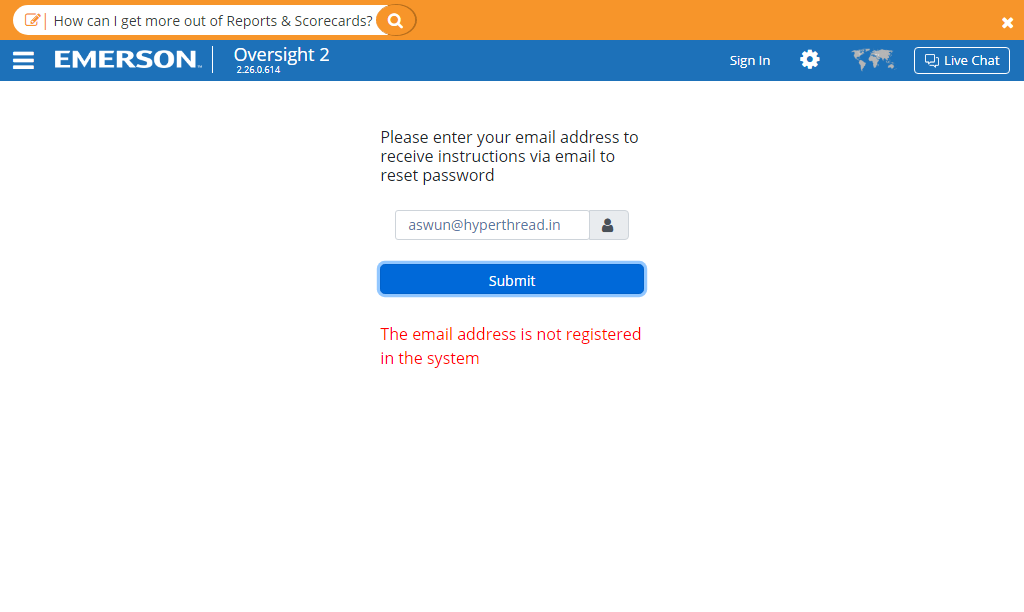 How can I get more out of Reports & Scorecards?
EMERSON
Oversight 2
2.26.0.614
Sign In
Live Chat
Please enter your email address to
receive instructions via email to
reset password
aswun@hyperthread.in
Submit
The email address is not registered
in the system